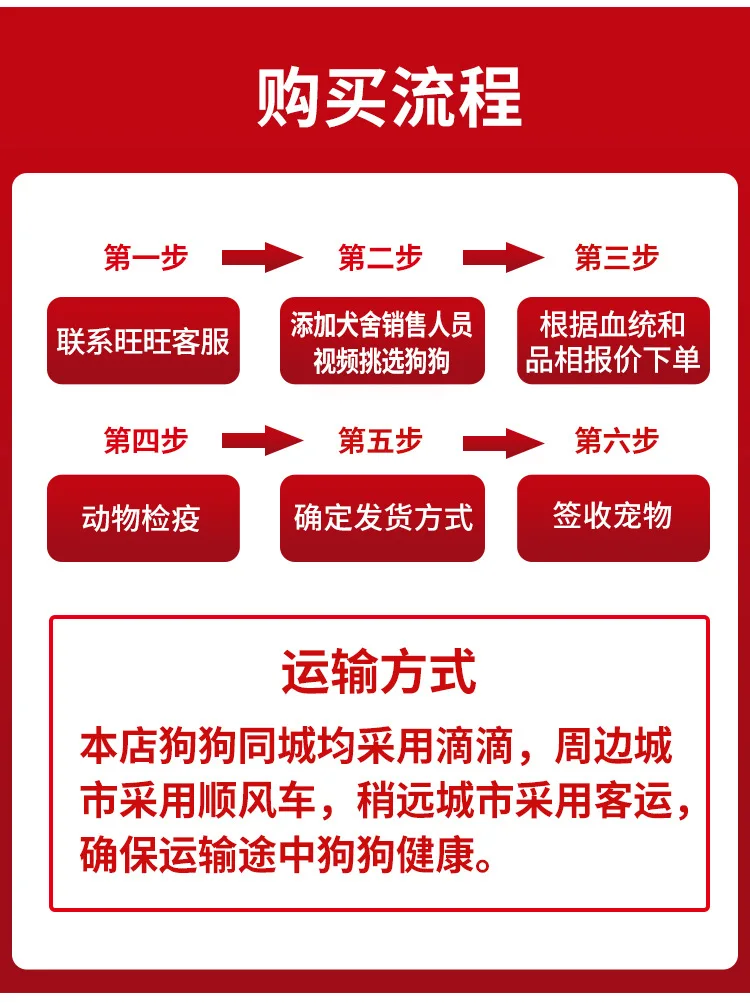 购买流程
第一步
第二步
第三步
联系旺旺客服
添加犬舍销售人员
视频挑选狗狗
根据血统和
品相报价下单
第四步
第五步
第六步
动物检疫
确定发货方式
签收宠物
运输方式
本店狗狗同城均采用滴滴，周边城
市采用顺风车，稍远城市采用客运，
确保运输途中狗狗健康。